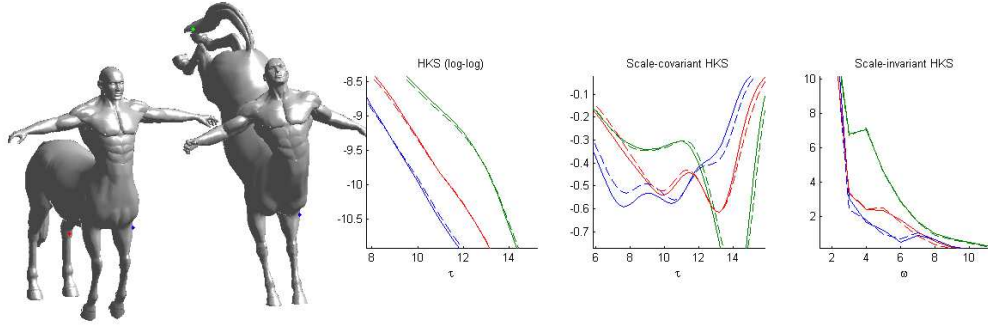 HKS (log-log)
-8.5
-9
-9.5
-10
-10.5
8 10 12 14
τ
Scale-covariant HKS
-0.1
-0.2
-0.3
-0.4
-0.5
-0.6
-0.7
6 8 10 12 14
τ
Scale-invariant HKS
10
8
6
4
2
2 4 6 8 10
ω